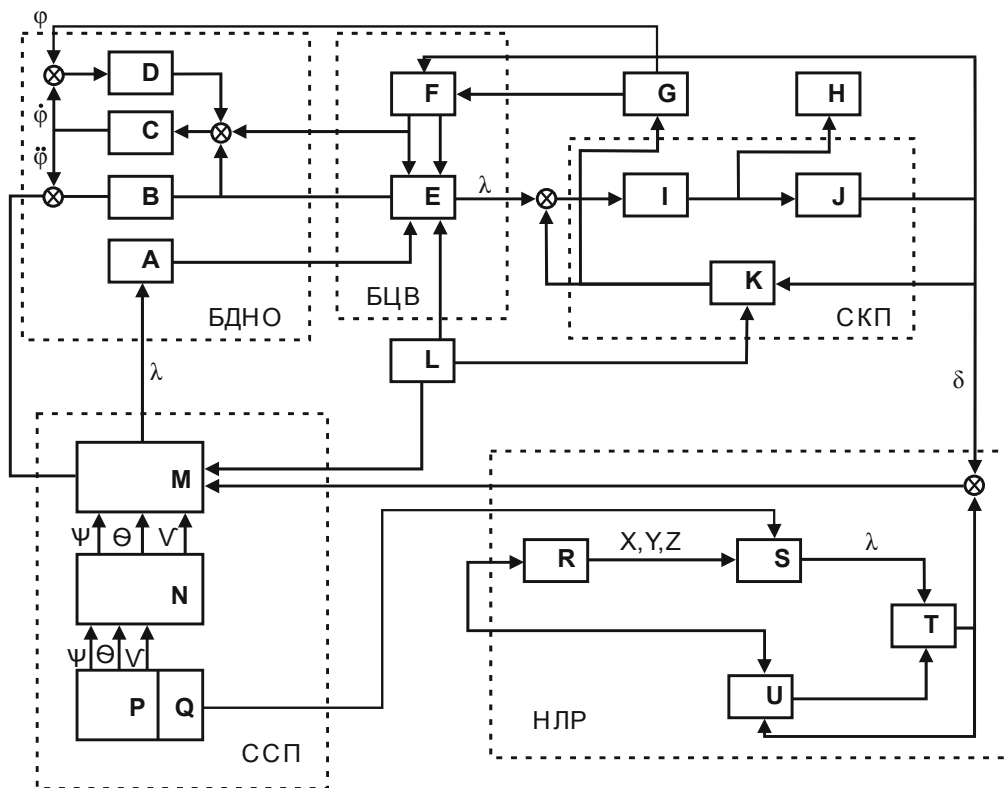 φ
D
F
G
H
φ̇
C
φ̈
B
E
λ
I
J
A
K
БДНО
БЦВ
СКП
L
λ
δ
M
Ψ Θ Ѵ
N
R
X,Y,Z
S
λ
T
Ψ Θ Ѵ
P
Q
U
НЛР
ССП